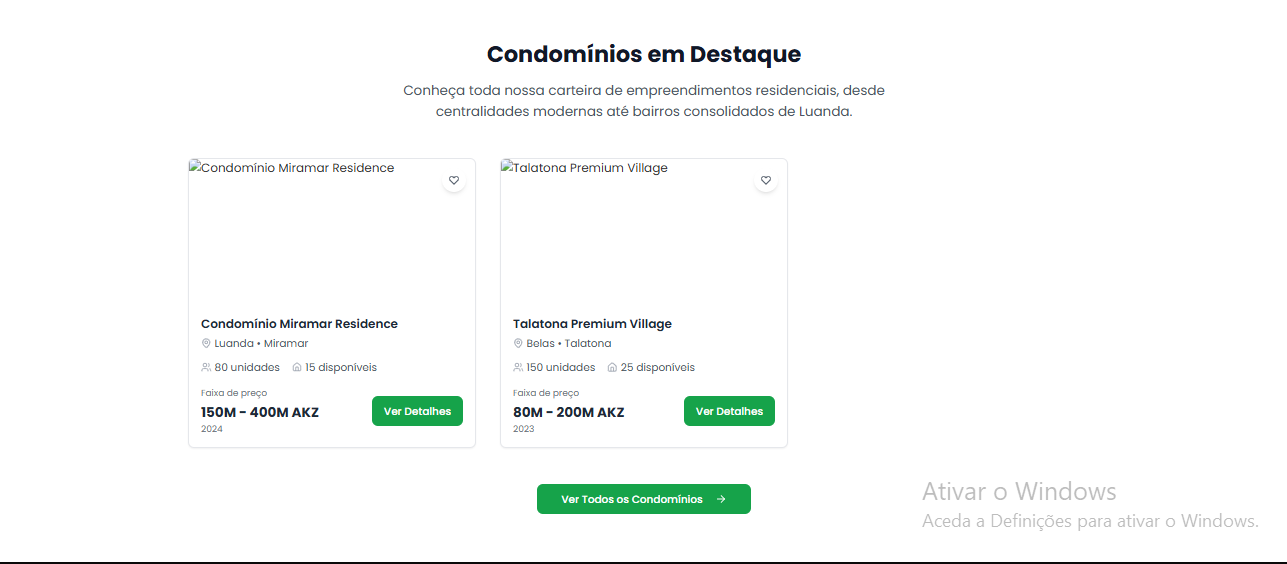 Condomínios em Destaque
Conheça toda nossa carteira de empreendimentos residenciais, desde
centralidades modernas até bairros consolidados de Luanda.
Condomínio Miramar Residence
Talatona Premium Village
Condomínio Miramar Residence
Luanda • Miramar
80 unidades 15 disponíveis
Faixa de preço
150M - 400M AKZ
2024
Ver Detalhes
Talatona Premium Village
Belas • Talatona
150 unidades 25 disponíveis
Faixa de preço
80M - 200M AKZ
2023
Ver Detalhes
Ver Todos os Condomínios →
Ativar o Windows
Aceda a Definições para ativar o Windows.